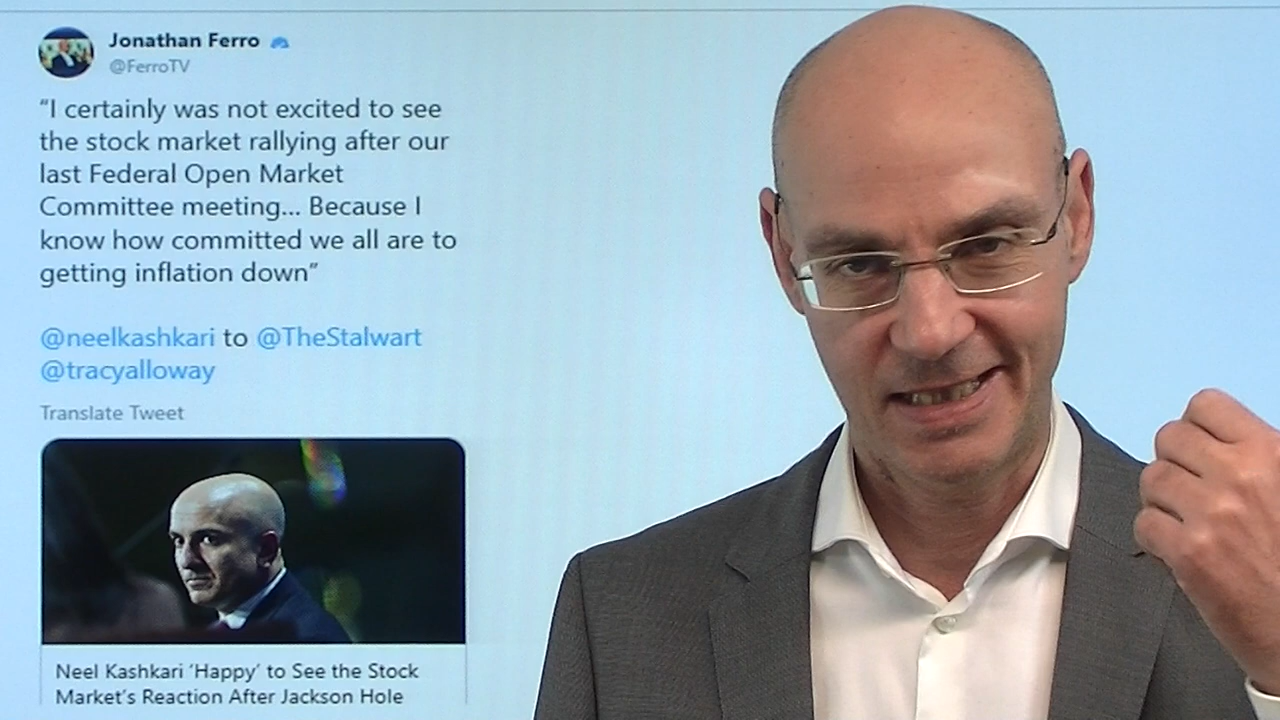 Jonathan Ferro
@FerroTV
“I certainly was not excited to see
the stock market rallying after our
last Federal Open Market
Committee meeting... Because I
know how committed we all are to
getting inflation down”
@neelkashkari to @TheStalwart
@tracyalloway
Translate Tweet
Neel Kashkari ‘Happy’ to See the Stock
Market’s Reaction After Jackson Hole